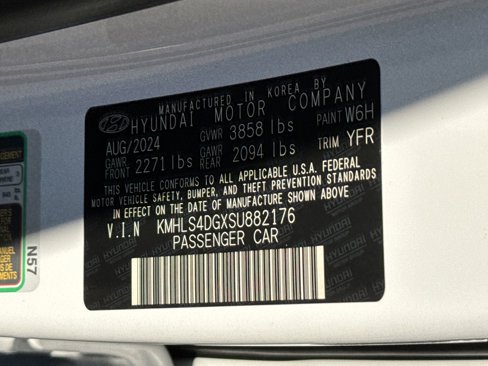 MANUFACTURED IN KOREA BY
HYUNDAI MOTOR COMPANY
AUG/2024 GVWR 3858 lbs PAINT W6H
GAWR FRONT 2271 lbs GAWR REAR 2094 lbs TRIM YFR
THIS VEHICLE CONFORMS TO ALL APPLICABLE U.S.A. FEDERAL
MOTOR VEHICLE SAFETY, BUMPER, AND THEFT PREVENTION STANDARDS
IN EFFECT ON THE DATE OF MANUFACTURE SHOWN ABOVE
V.I.N KMHLS4DGXSU882176
PASSENGER CAR
N57